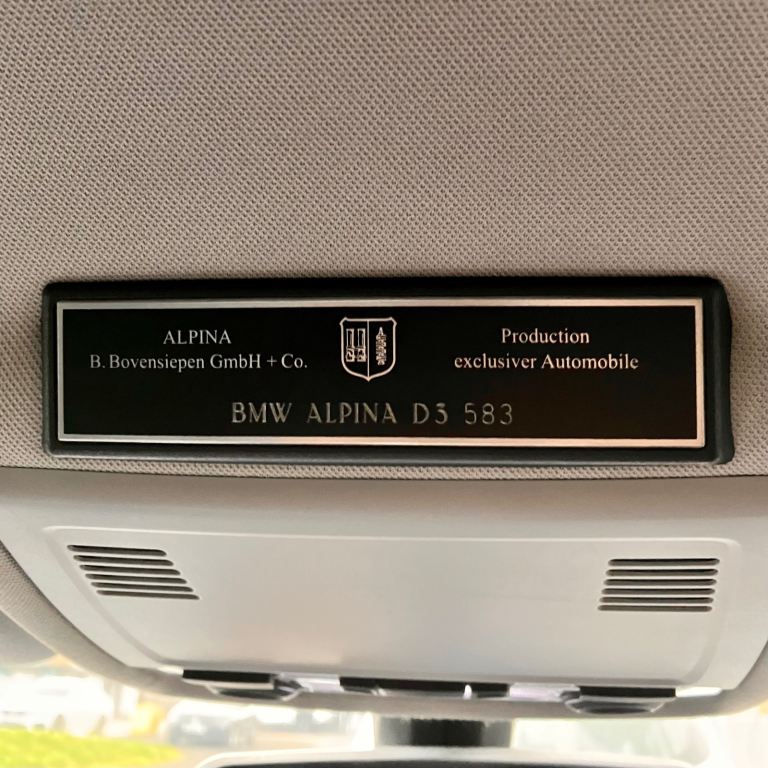 ALPINA
B. Bovensiepen GmbH + Co.
Production
exclusiver Automobile
BMW ALPINA D3 583